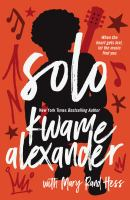 When the
heart gets lost,
let the music find
you
solo
New York Times Bestselling Author
kwame
alexander
with Mary Rand Hess